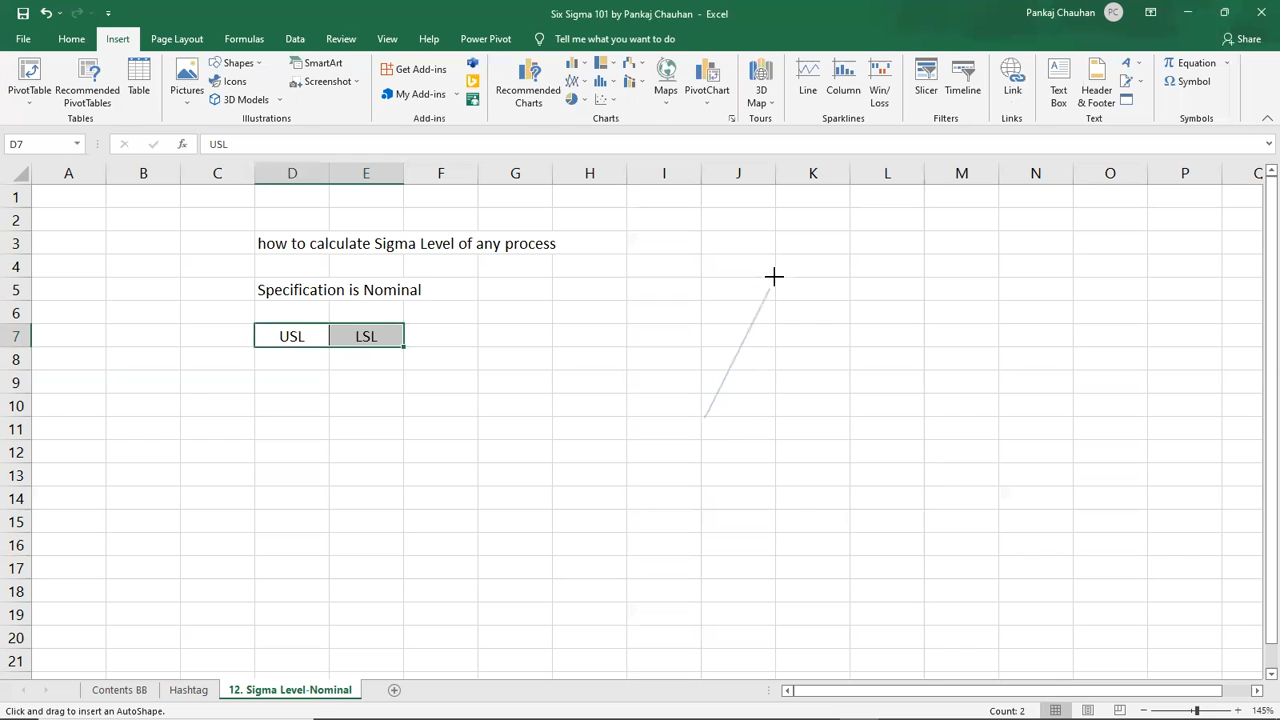 Six Sigma 101 by Pankaj Chauhan - Excel
Pankaj Chauhan PC
File Home Insert Page Layout Formulas Data Review View Help Power Pivot Tell me what you want to do Share
PivotTable Recommended PivotTables Table
Tables
Pictures Shapes Icons 3D Models SmartArt Screenshot
Illustrations
Get Add-ins My Add-ins
Add-ins
Recommended Charts Maps PivotChart
Charts
3D Map
Tours
Line Column Win/Loss
Sparklines
Slicer Timeline
Filters
Link
Links
Text Box Header & Footer
Text
Equation Symbol
Symbols
D7 fx USL
A B C D E F G H I J K L M N O P C
1
2
3 how to calculate Sigma Level of any process
4
5 Specification is Nominal
6
7 USL LSL
8
9
10
11
12
13
14
15
16
17
18
19
20
21
Contents BB Hashtag 12. Sigma Level-Nominal
Click and drag to insert an AutoShape. Count: 2 145%